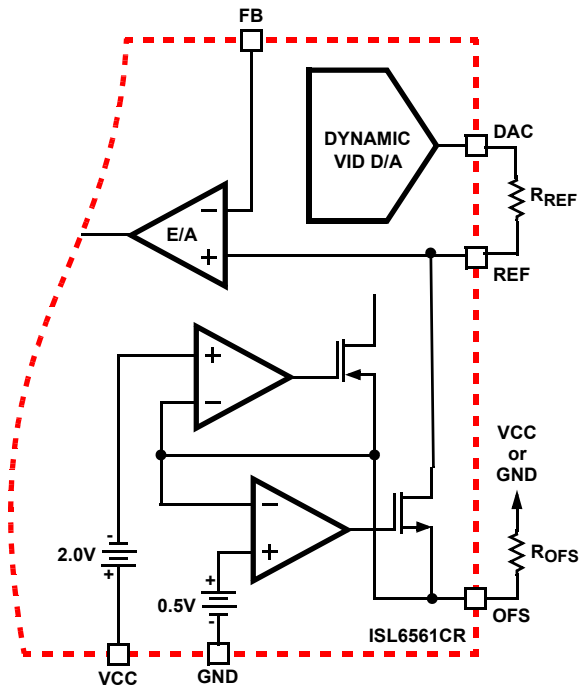 FB
DYNAMIC
VID D/A
DAC
RREF
E/A
-
+
REF
+
-
VCC
or
GND
-
+
ROFS
-
2.0V
+
+
0.5V
-
OFS
ISL6561CR
VCC
GND